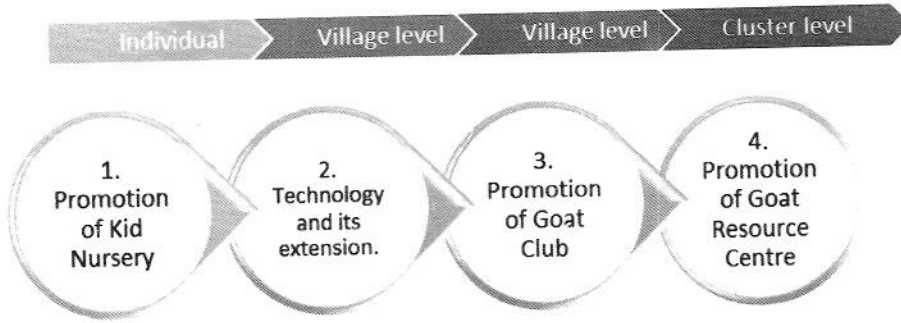 Individual
Village level
Village level
Cluster level
1.
Promotion
of Kid
Nursery
2.
Technology
and its
extension.
3.
Promotion
of Goat
Club
4.
Promotion
of Goat
Resource
Centre